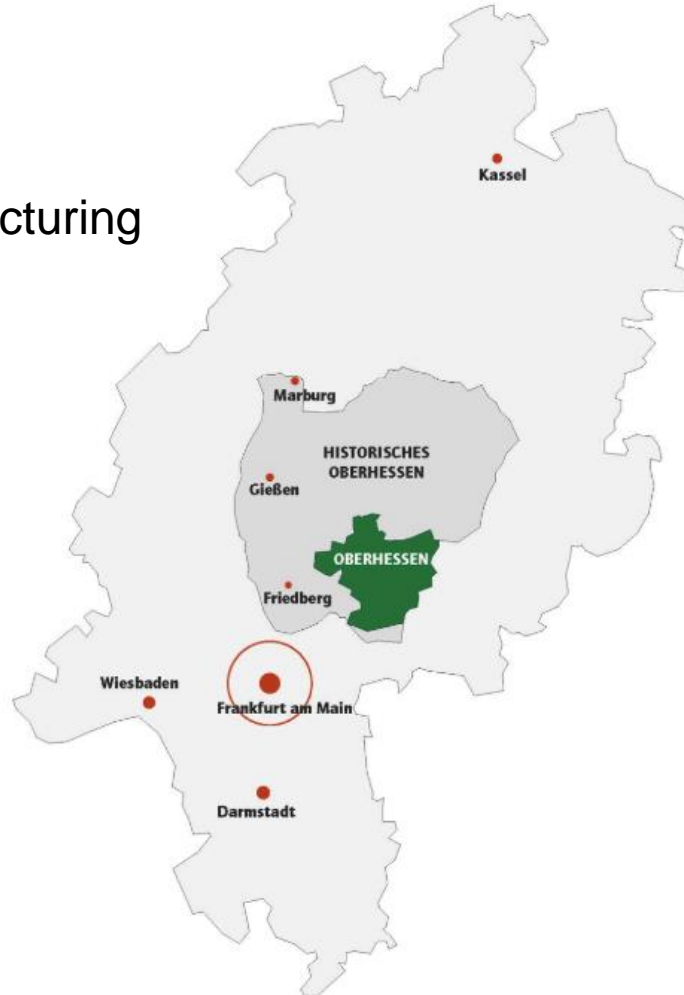 Kassel
cturing
Marburg
HISTORISCHES
OBERHESSEN
Gießen
OBERHESSEN
Friedberg
Wiesbaden
Frankfurt am Main
Darmstadt